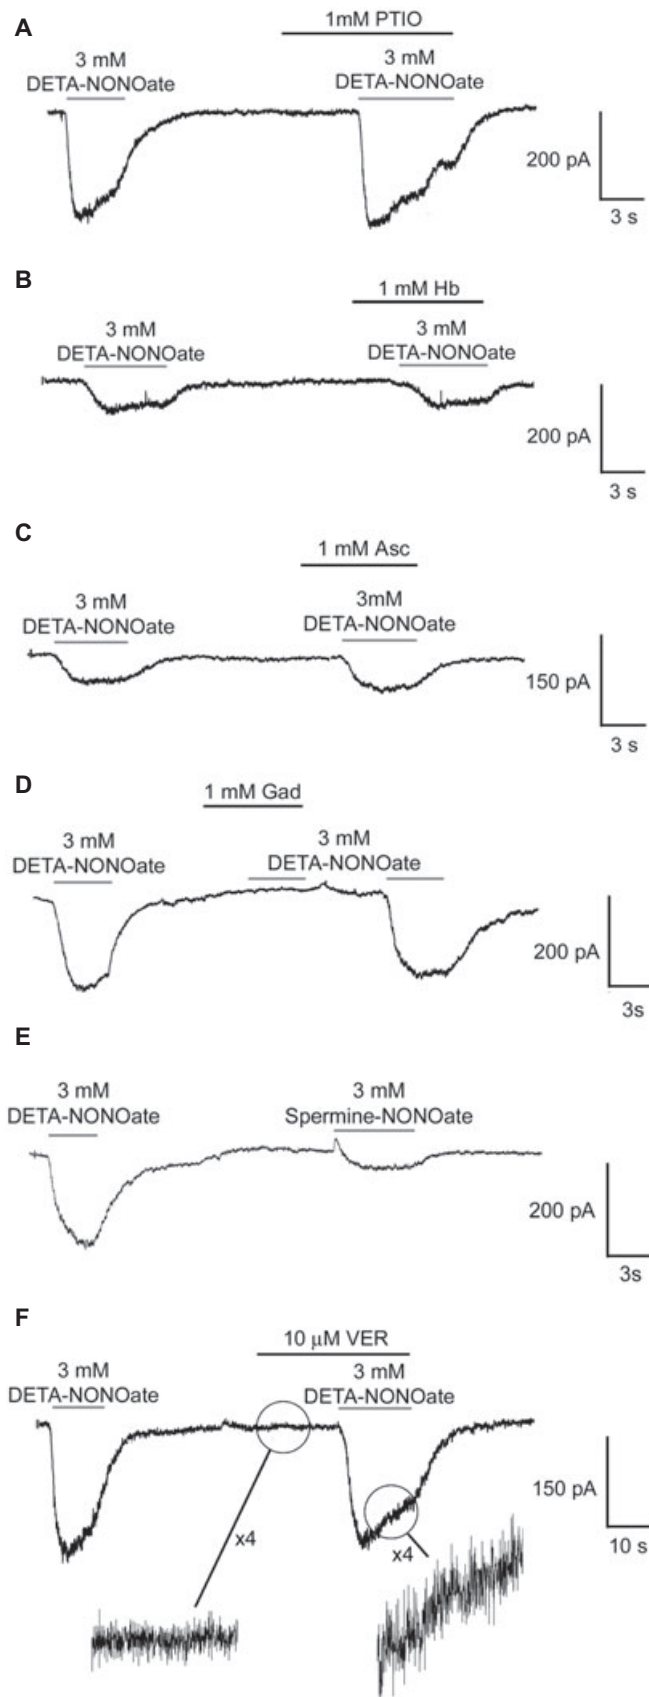 A
1mM PTIO
3 mM
DETA-NONOate
3 mM
DETA-NONOate
200 pA
3 s
B
1 mM Hb
3 mM
DETA-NONOate
3 mM
DETA-NONOate
200 pA
3 s
C
1 mM Asc
3 mM
DETA-NONOate
3mM
DETA-NONOate
150 pA
3 s
D
1 mM Gad
3 mM
DETA-NONOate
3 mM
DETA-NONOate
200 pA
3s
E
3 mM
DETA-NONOate
3 mM
Spermine-NONOate
200 pA
3s
F
10 µM VER
3 mM
DETA-NONOate
3 mM
DETA-NONOate
150 pA
10 s
x4
x4